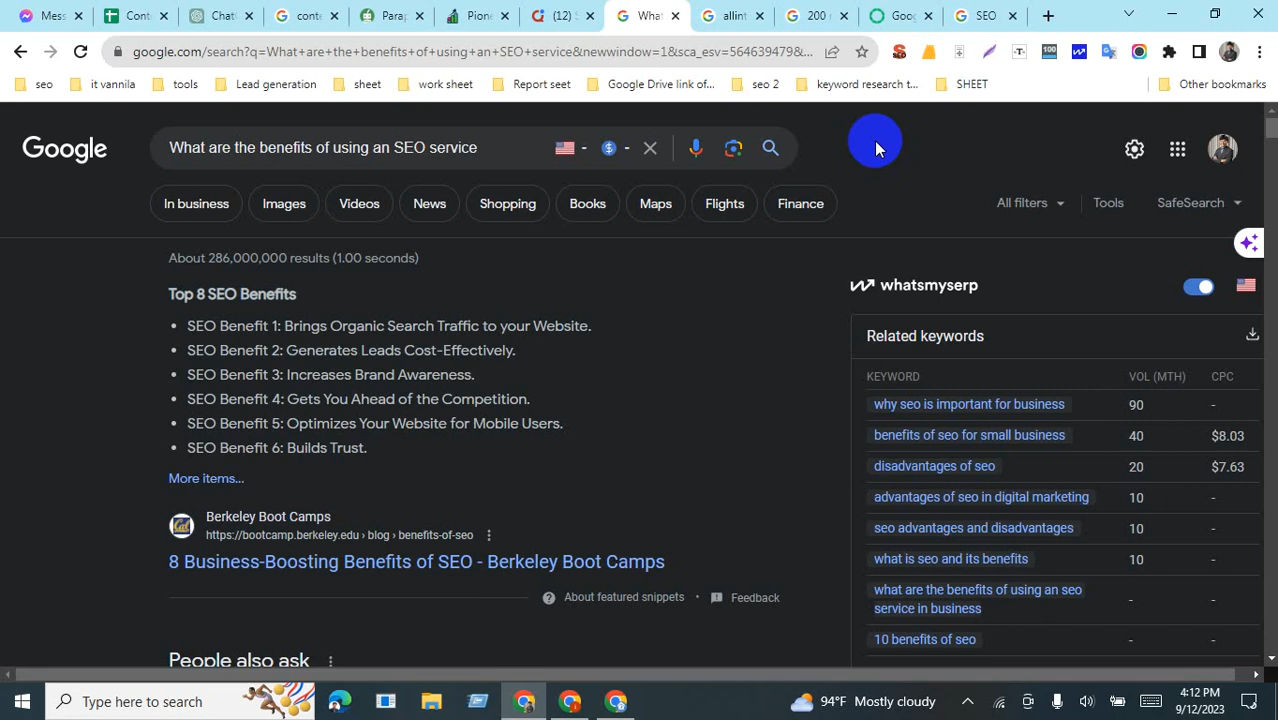 Mess
Cont
Chat
conte
Parap
Pione
(12) S
What
allint
200 r
Goog
SEO
google.com/search?q=What+are+the+benefits+of+using+an+SEO+service&newwindow=1&sca_esv=564639479&...
seo
it vannila
tools
Lead generation
sheet
work sheet
Report seet
Google Drive link of...
seo 2
keyword research t...
SHEET
Other bookmarks
Google
What are the benefits of using an SEO service
In business
Images
Videos
News
Shopping
Books
Maps
Flights
Finance
All filters
Tools
SafeSearch
About 286,000,000 results (1.00 seconds)
Top 8 SEO Benefits
• SEO Benefit 1: Brings Organic Search Traffic to your Website.
• SEO Benefit 2: Generates Leads Cost-Effectively.
• SEO Benefit 3: Increases Brand Awareness.
• SEO Benefit 4: Gets You Ahead of the Competition.
• SEO Benefit 5: Optimizes Your Website for Mobile Users.
• SEO Benefit 6: Builds Trust.
More items...
Berkeley Boot Camps
https://bootcamp.berkeley.edu › blog › benefits-of-seo
8 Business-Boosting Benefits of SEO - Berkeley Boot Camps
About featured snippets • Feedback
People also ask
whatsmyserp
Related keywords
KEYWORD VOL (MTH) CPC
why seo is important for business 90 -
benefits of seo for small business 40 $8.03
disadvantages of seo 20 $7.63
advantages of seo in digital marketing 10 -
seo advantages and disadvantages 10 -
what is seo and its benefits 10 -
what are the benefits of using an seo
service in business - -
10 benefits of seo - -
Type here to search
94°F Mostly cloudy
4:12 PM
9/12/2023